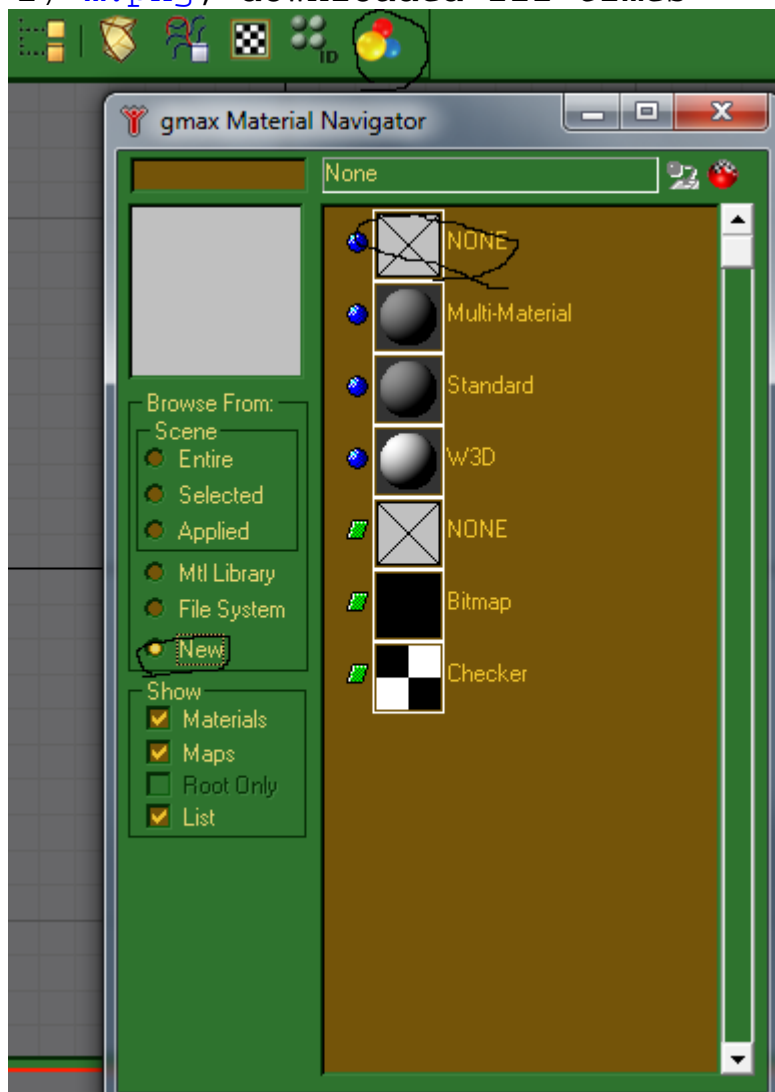 ID
gmax Material Navigator
None
NONE
Multi-Material
Standard
W3D
NONE
Bitmap
Checker
Browse From:
Scene
Entire
Selected
Applied
Mtl Library
File System
New
Show
Materials
Maps
Root Only
List